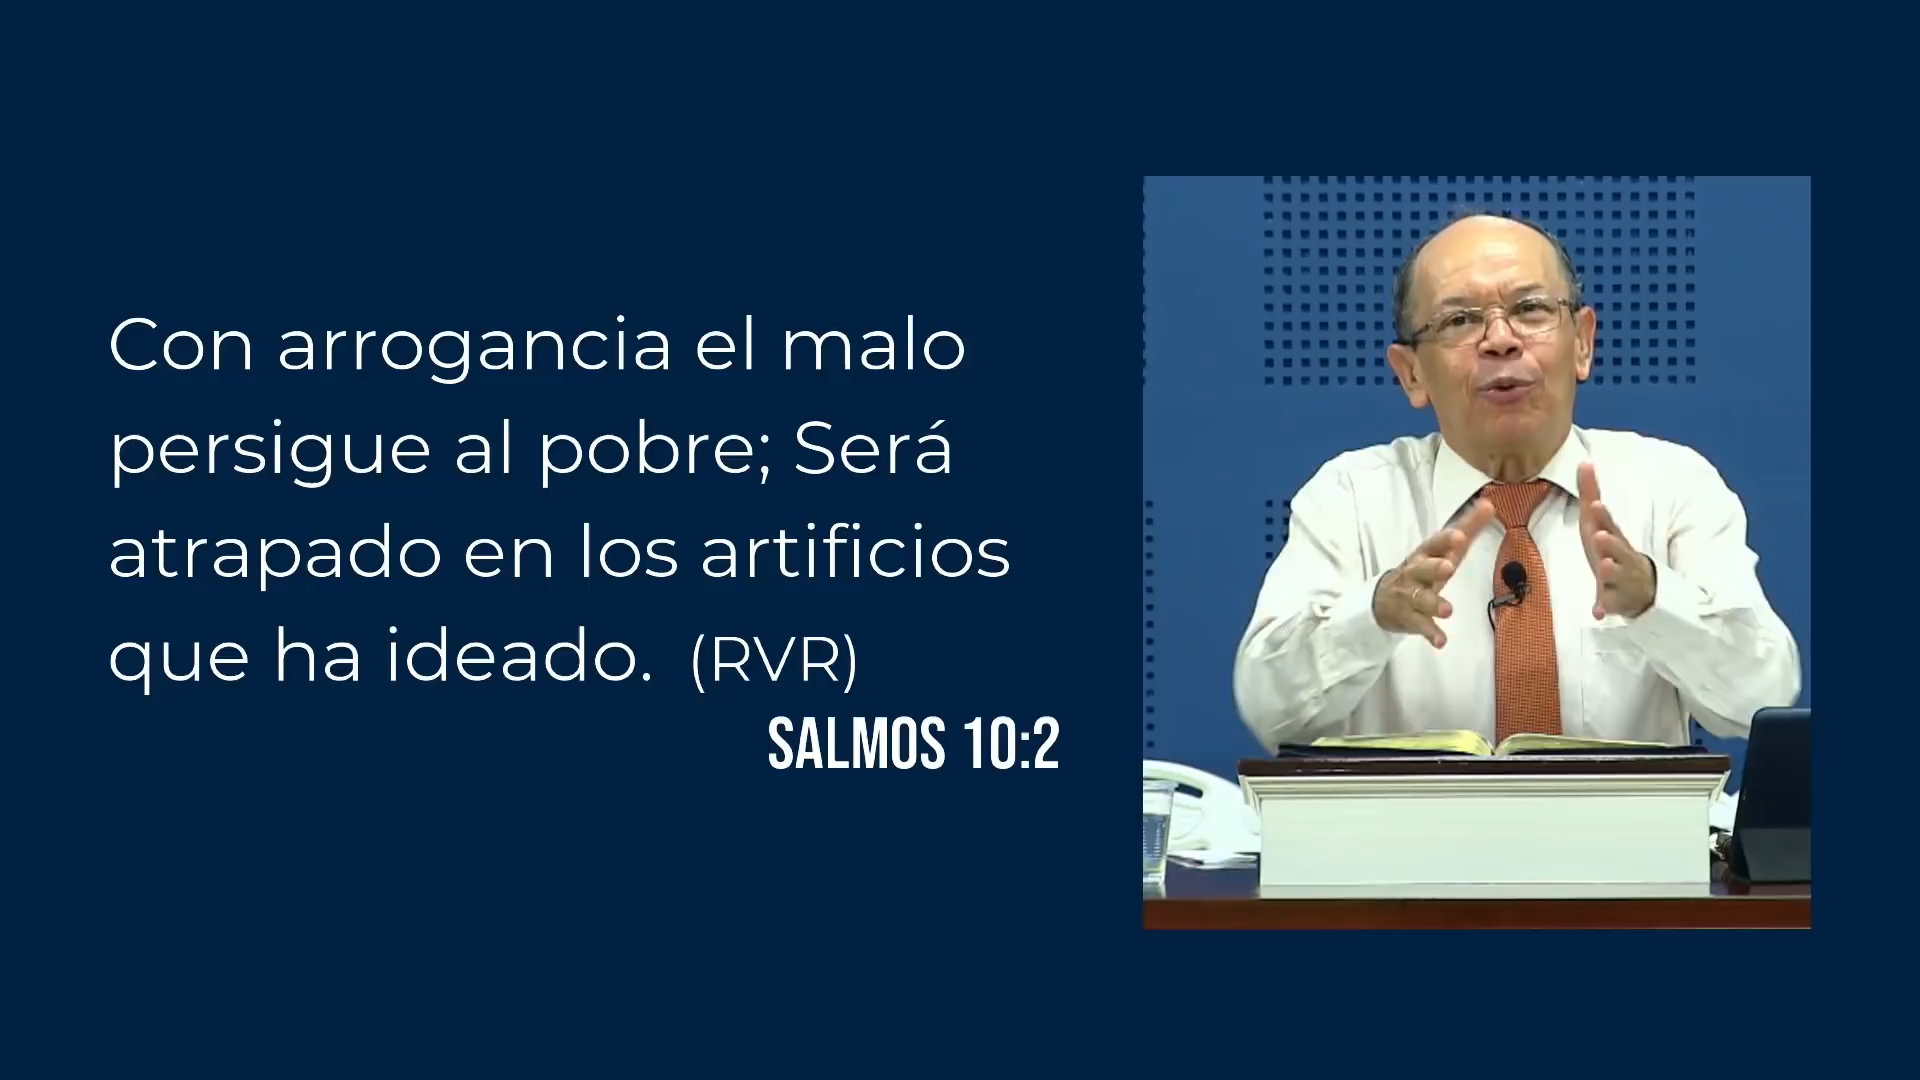 Con arrogancia el malo
persigue al pobre; Será
atrapado en los artificios
que ha ideado. (RVR)
SALMOS 10:2